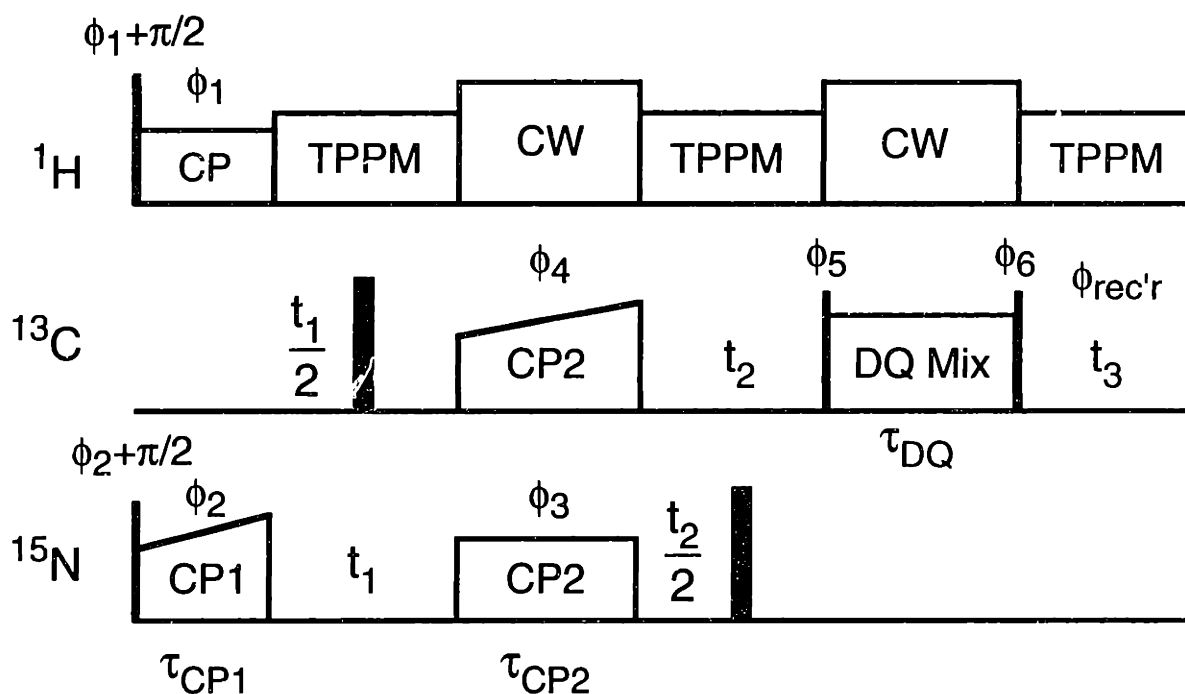 ϕ1+π/2
ϕ1
1H
CP
TPPM
CW
TPPM
CW
TPPM
ϕ4
ϕ5
ϕ6
ϕrec'r
13C
t1/2
CP2
t2
DQ Mix
t3
τDQ
ϕ2+π/2
ϕ2
ϕ3
15N
CP1
t1
CP2
t2/2
τCP1
τCP2